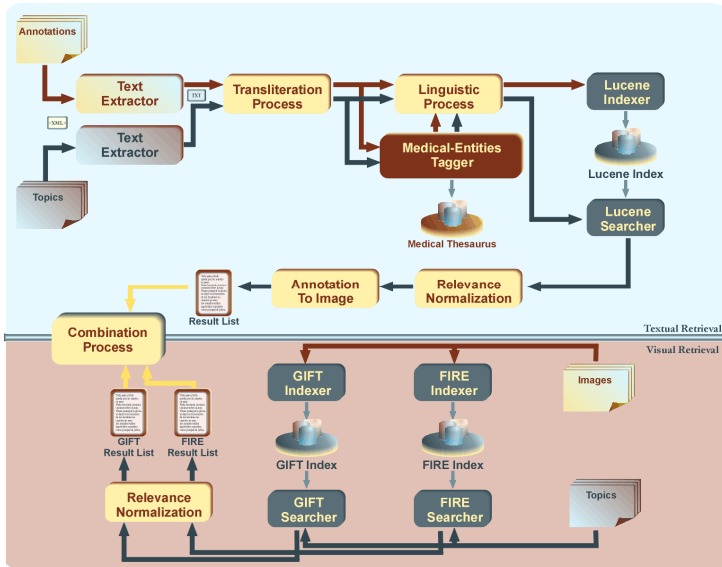 Annotations
Text
Extractor
TXT
Transliteration
Process
Linguistic
Process
Lucene
Indexer
<XML>
Text
Extractor
Medical-Entities
Tagger
Lucene Index
Topics
Medical Thesaurus
Lucene
Searcher
Result List
Annotation
To Image
Relevance
Normalization
Textual Retrieval
Combination
Process
Visual Retrieval
GIFT
Indexer
FIRE
Indexer
Images
GIFT
Result List
FIRE
Result List
GIFT Index
FIRE Index
Relevance
Normalization
GIFT
Searcher
FIRE
Searcher
Topics